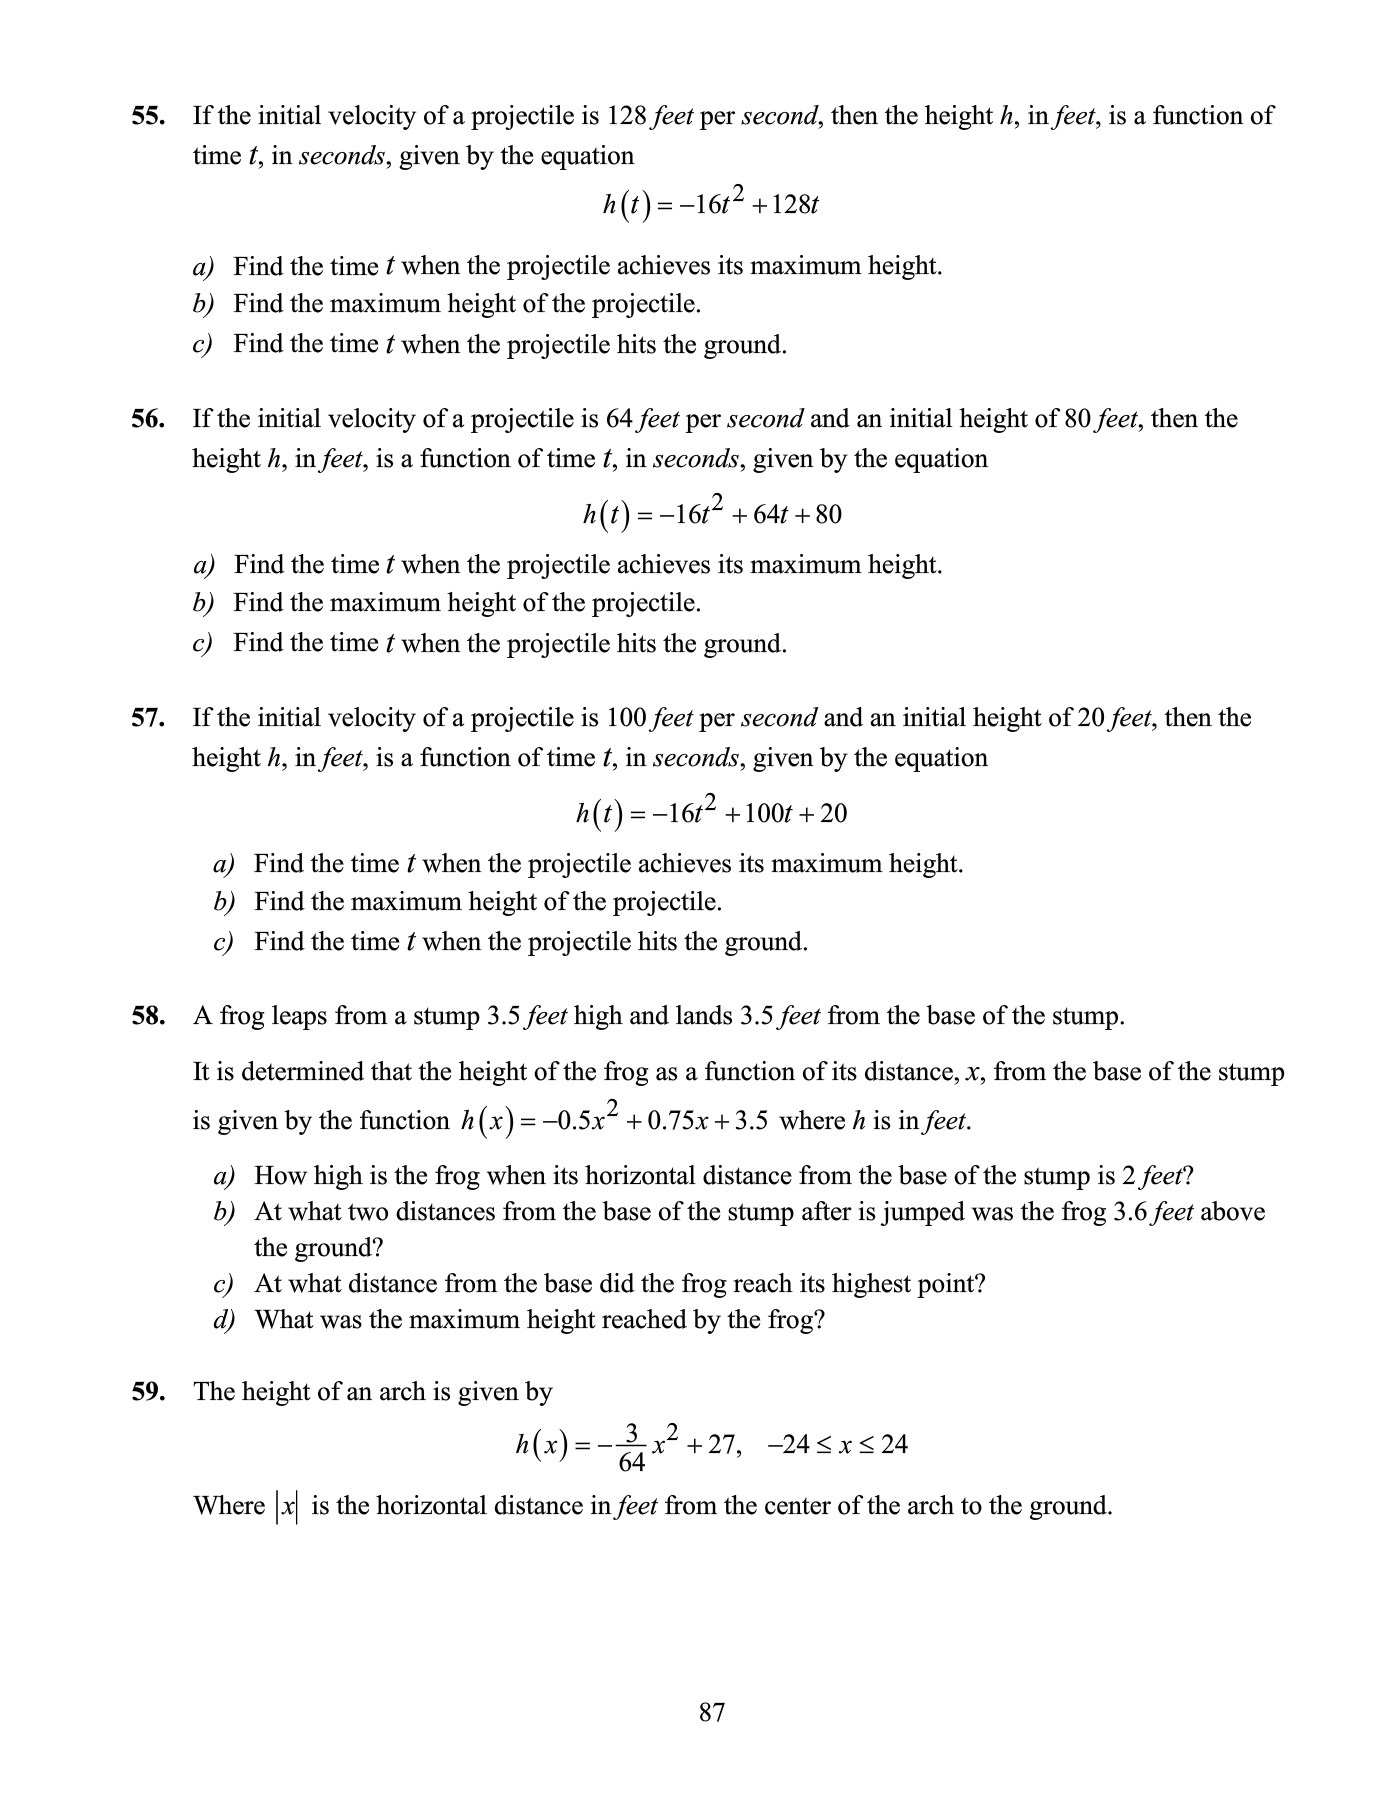 55. If the initial velocity of a projectile is 128 feet per second, then the height h, in feet, is a function of
time t, in seconds, given by the equation
h(t) = −16t² + 128t
a) Find the time t when the projectile achieves its maximum height.
b) Find the maximum height of the projectile.
c) Find the time t when the projectile hits the ground.
56. If the initial velocity of a projectile is 64 feet per second and an initial height of 80 feet, then the
height h, in feet, is a function of time t, in seconds, given by the equation
h(t) = −16t² + 64t + 80
a) Find the time t when the projectile achieves its maximum height.
b) Find the maximum height of the projectile.
c) Find the time t when the projectile hits the ground.
57. If the initial velocity of a projectile is 100 feet per second and an initial height of 20 feet, then the
height h, in feet, is a function of time t, in seconds, given by the equation
h(t) = −16t² + 100t + 20
a) Find the time t when the projectile achieves its maximum height.
b) Find the maximum height of the projectile.
c) Find the time t when the projectile hits the ground.
58. A frog leaps from a stump 3.5 feet high and lands 3.5 feet from the base of the stump.
It is determined that the height of the frog as a function of its distance, x, from the base of the stump
is given by the function h(x) = −0.5x² + 0.75x + 3.5 where h is in feet.
a) How high is the frog when its horizontal distance from the base of the stump is 2 feet?
b) At what two distances from the base of the stump after is jumped was the frog 3.6 feet above
the ground?
c) At what distance from the base did the frog reach its highest point?
d) What was the maximum height reached by the frog?
59. The height of an arch is given by
h(x) = −3/64 x² + 27, −24 ≤ x ≤ 24
Where |x| is the horizontal distance in feet from the center of the arch to the ground.
87